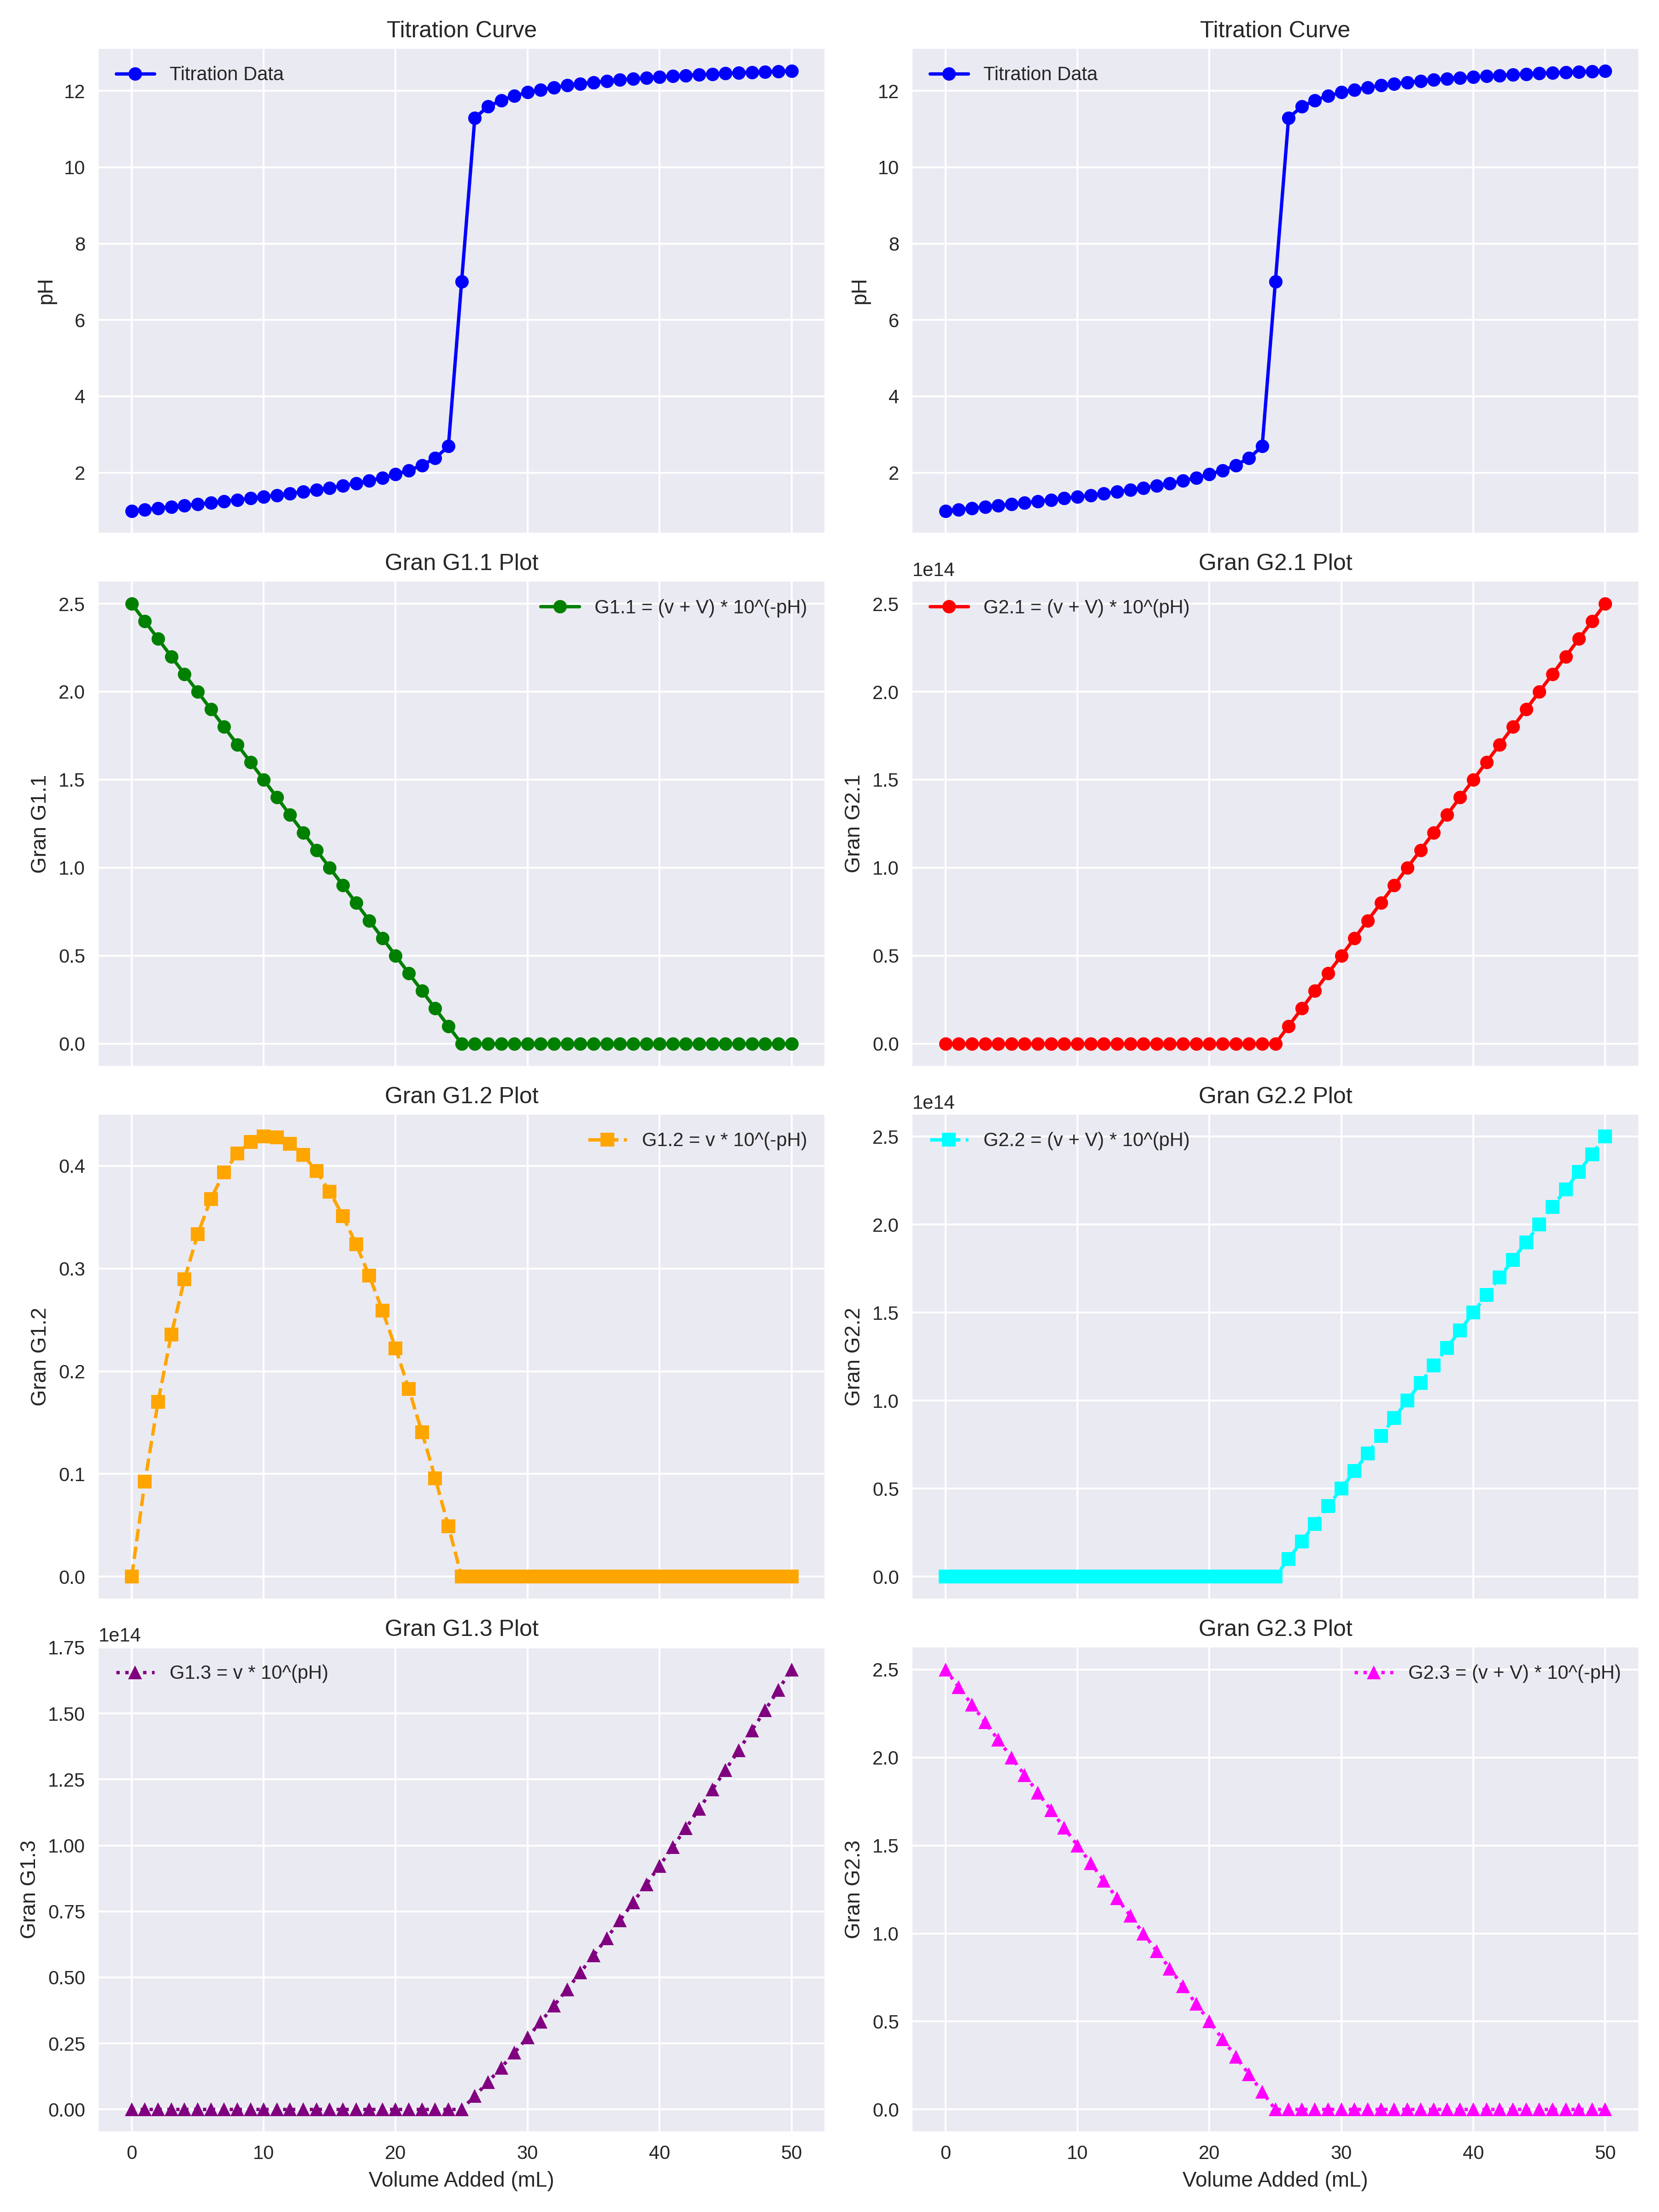 Titration Curve
Titration Data
12
10
8
6
4
2
pH
Titration Curve
Titration Data
12
10
8
6
4
2
pH
Gran G1.1 Plot
G1.1 = (v + V) * 10^(-pH)
2.5
2.0
1.5
1.0
0.5
0.0
Gran G1.1
Gran G2.1 Plot
1e14
G2.1 = (v + V) * 10^(pH)
2.5
2.0
1.5
1.0
0.5
0.0
Gran G2.1
Gran G1.2 Plot
G1.2 = v * 10^(-pH)
0.4
0.3
0.2
0.1
0.0
Gran G1.2
Gran G2.2 Plot
1e14
G2.2 = (v + V) * 10^(pH)
2.5
2.0
1.5
1.0
0.5
0.0
Gran G2.2
Gran G1.3 Plot
1e14
G1.3 = v * 10^(pH)
1.75
1.50
1.25
1.00
0.75
0.50
0.25
0.00
Gran G1.3
0 10 20 30 40 50
Volume Added (mL)
Gran G2.3 Plot
G2.3 = (v + V) * 10^(-pH)
2.5
2.0
1.5
1.0
0.5
0.0
Gran G2.3
0 10 20 30 40 50
Volume Added (mL)